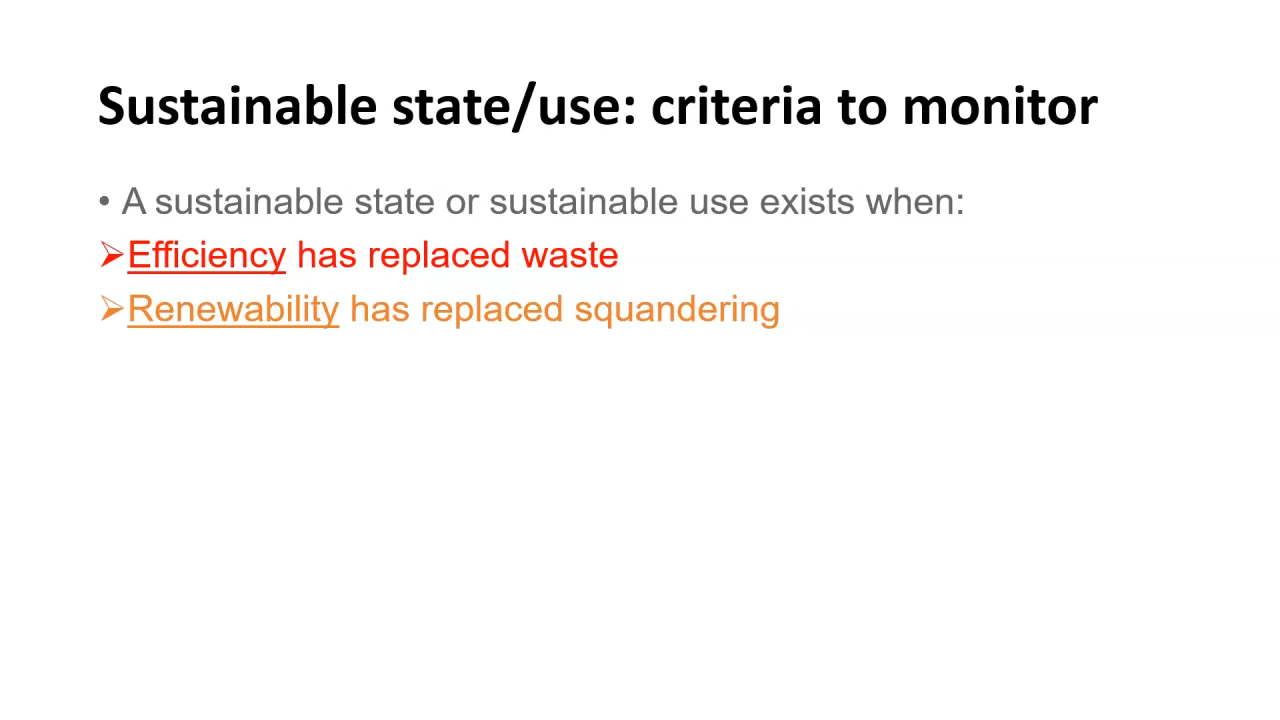 Sustainable state/use: criteria to monitor
• A sustainable state or sustainable use exists when:
➢Efficiency has replaced waste
➢Renewability has replaced squandering